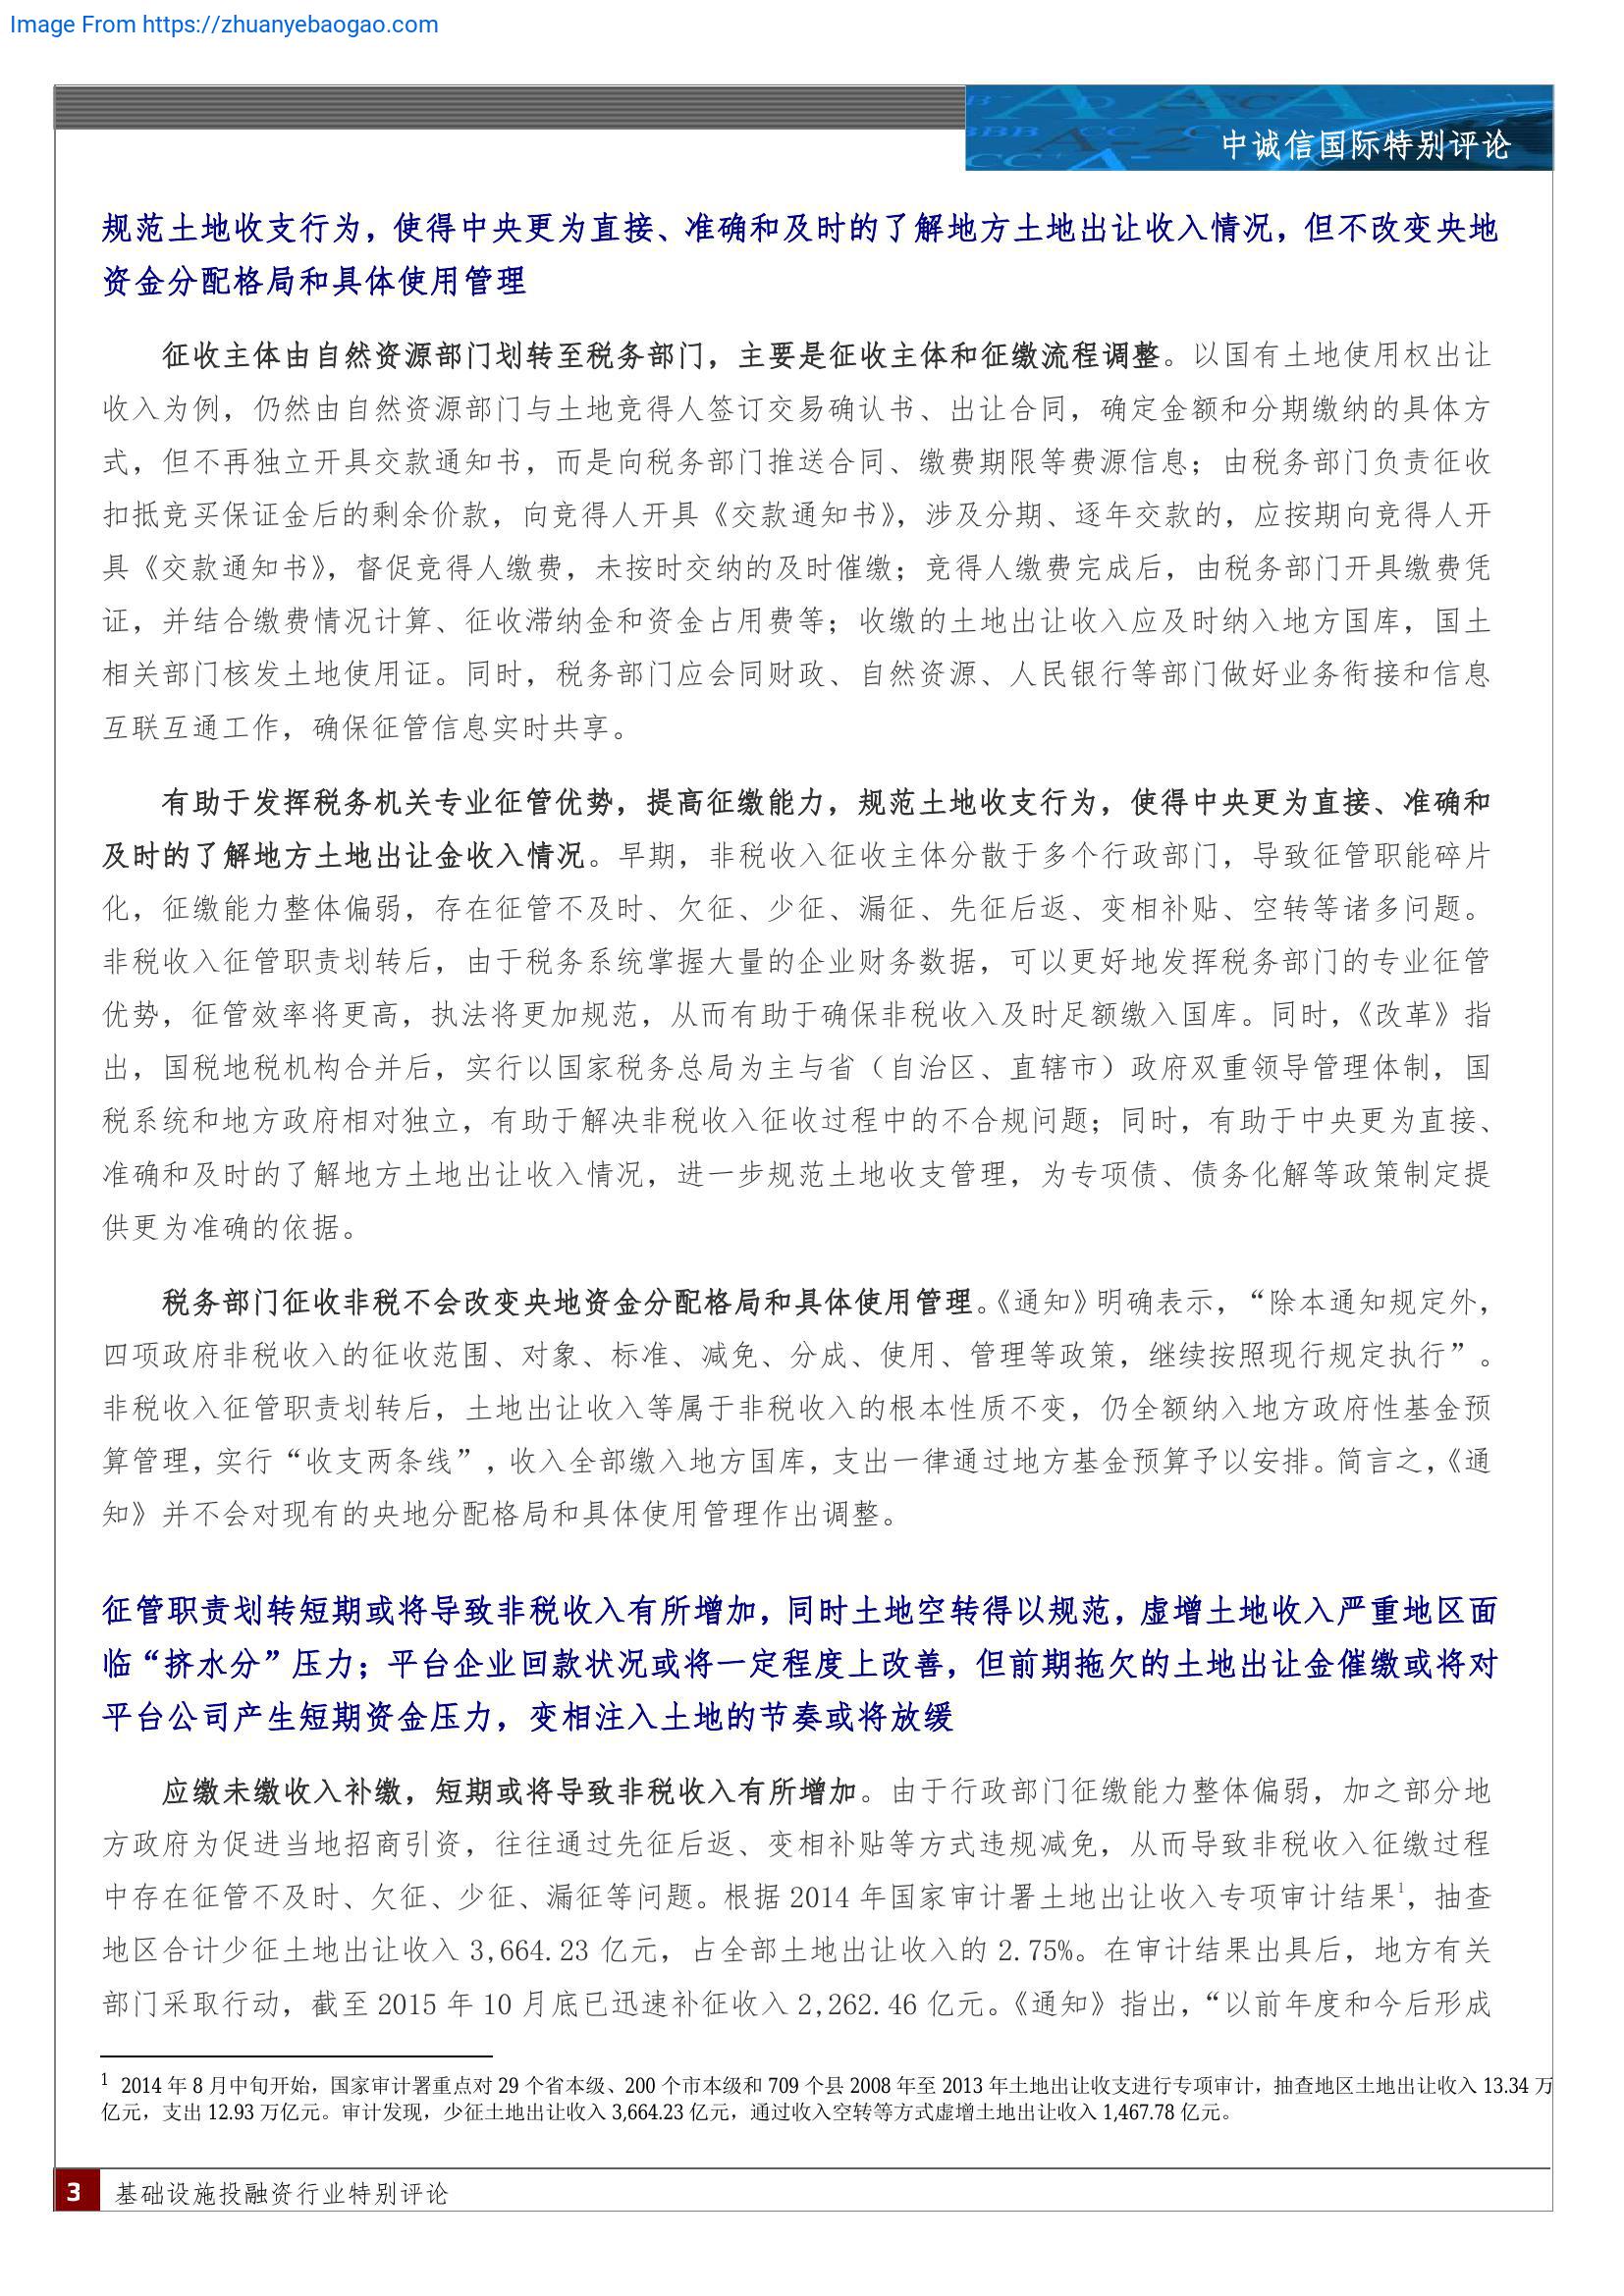 Image From https://zhuanyebaogao.com
中诚信国际特别评论
规范土地收支行为，使得中央更为直接、准确和及时的了解地方土地出让收入情况，但不改变央地
资金分配格局和具体使用管理
征收主体由自然资源部门划转至税务部门，主要是征收主体和征缴流程调整。以国有土地使用权出让
收入为例，仍然由自然资源部门与土地竞得人签订交易确认书、出让合同，确定金额和分期缴纳的具体方
式，但不再独立开具交款通知书，而是向税务部门推送合同、缴费期限等费源信息；由税务部门负责征收
扣抵竞买保证金后的剩余价款，向竞得人开具《交款通知书》，涉及分期、逐年交款的，应按期向竞得人开
具《交款通知书》，督促竞得人缴费，未按时交纳的及时催缴；竞得人缴费完成后，由税务部门开具缴费凭
证，并结合缴费情况计算、征收滞纳金和资金占用费等；收缴的土地出让收入应及时纳入地方国库，国土
相关部门核发土地使用证。同时，税务部门应会同财政、自然资源、人民银行等部门做好业务衔接和信息
互联互通工作，确保征管信息实时共享。
有助于发挥税务机关专业征管优势，提高征缴能力，规范土地收支行为，使得中央更为直接、准确和
及时的了解地方土地出让金收入情况。早期，非税收入征收主体分散于多个行政部门，导致征管职能碎片
化，征缴能力整体偏弱，存在征管不及时、欠征、少征、漏征、先征后返、变相补贴、空转等诸多问题。
非税收入征管职责划转后，由于税务系统掌握大量的企业财务数据，可以更好地发挥税务部门的专业征管
优势，征管效率将更高，执法将更加规范，从而有助于确保非税收入及时足额缴入国库。同时，《改革》指
出，国税地税机构合并后，实行以国家税务总局为主与省（自治区、直辖市）政府双重领导管理体制，国
税系统和地方政府相对独立，有助于解决非税收入征收过程中的不合规问题；同时，有助于中央更为直接、
准确和及时的了解地方土地出让收入情况，进一步规范土地收支管理，为专项债、债务化解等政策制定提
供更为准确的依据。
税务部门征收非税不会改变央地资金分配格局和具体使用管理。《通知》明确表示，“除本通知规定外，
四项政府非税收入的征收范围、对象、标准、减免、分成、使用、管理等政策，继续按照现行规定执行”。
非税收入征管职责划转后，土地出让收入等属于非税收入的根本性质不变，仍全额纳入地方政府性基金预
算管理，实行“收支两条线”，收入全部缴入地方国库，支出一律通过地方基金预算予以安排。简言之，《通
知》并不会对现有的央地分配格局和具体使用管理作出调整。
征管职责划转短期或将导致非税收入有所增加，同时土地空转得以规范，虚增土地收入严重地区面
临“挤水分”压力；平台企业回款状况或将一定程度上改善，但前期拖欠的土地出让金催缴或将对
平台公司产生短期资金压力，变相注入土地的节奏或将放缓
应缴未缴收入补缴，短期或将导致非税收入有所增加。由于行政部门征缴能力整体偏弱，加之部分地
方政府为促进当地招商引资，往往通过先征后返、变相补贴等方式违规减免，从而导致非税收入征缴过程
中存在征管不及时、欠征、少征、漏征等问题。根据 2014 年国家审计署土地出让收入专项审计结果1，抽查
地区合计少征土地出让收入 3,664.23 亿元，占全部土地出让收入的 2.75%。在审计结果出具后，地方有关
部门采取行动，截至 2015 年 10 月底已迅速补征收入 2,262.46 亿元。《通知》指出，“以前年度和今后形成
1 2014 年 8 月中旬开始，国家审计署重点对 29 个省本级、200 个市本级和 709 个县 2008 年至 2013 年土地出让收支进行专项审计，抽查地区土地出让收入 13.34 万
亿元，支出 12.93 万亿元。审计发现，少征土地出让收入 3,664.23 亿元，通过收入空转等方式虚增土地出让收入 1,467.78 亿元。
3 基础设施投融资行业特别评论